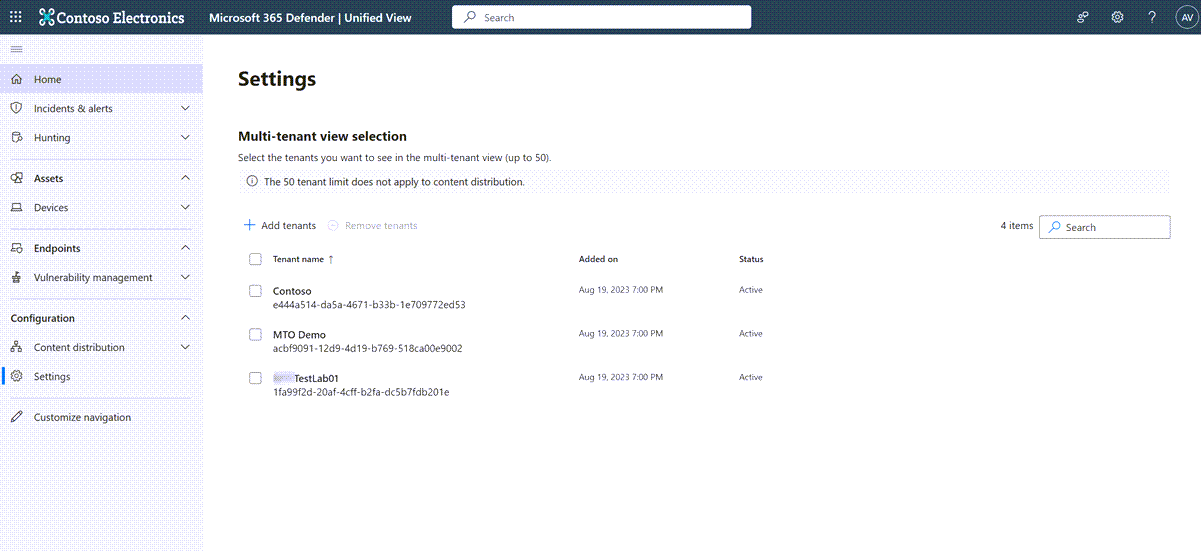 Contoso Electronics
Microsoft 365 Defender | Unified View
Search
AV
Home
Incidents & alerts
Hunting
Assets
Devices
Endpoints
Vulnerability management
Configuration
Content distribution
Settings
Customize navigation
Settings
Multi-tenant view selection
Select the tenants you want to see in the multi-tenant view (up to 50).
The 50 tenant limit does not apply to content distribution.
Add tenants Remove tenants 4 items Search
Tenant name ↑ Added on Status
Contoso Aug 19, 2023 7:00 PM Active
e444a514-da5a-4671-b33b-1e709772ed53
MTO Demo Aug 19, 2023 7:00 PM Active
acbf9091-12d9-4d19-b769-518ca00e9002
TestLab01 Aug 19, 2023 7:00 PM Active
1fa99f2d-20af-4cff-b2fa-dc5b7fdb201e